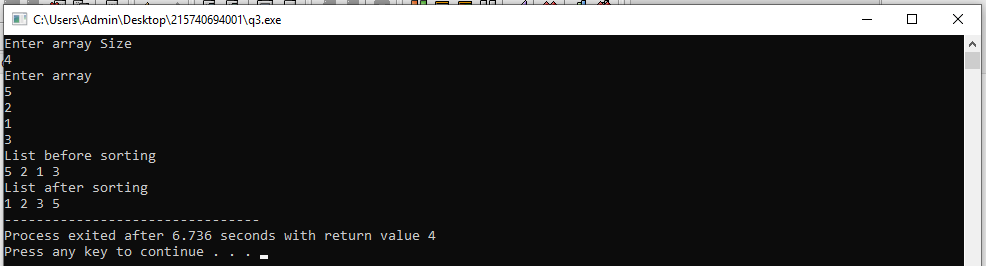 C:\Users\Admin\Desktop\215740694001\q3.exe
Enter array Size
4
Enter array
5
2
1
3
List before sorting
5 2 1 3
List after sorting
1 2 3 5
--------------------------------
Process exited after 6.736 seconds with return value 4
Press any key to continue . . .